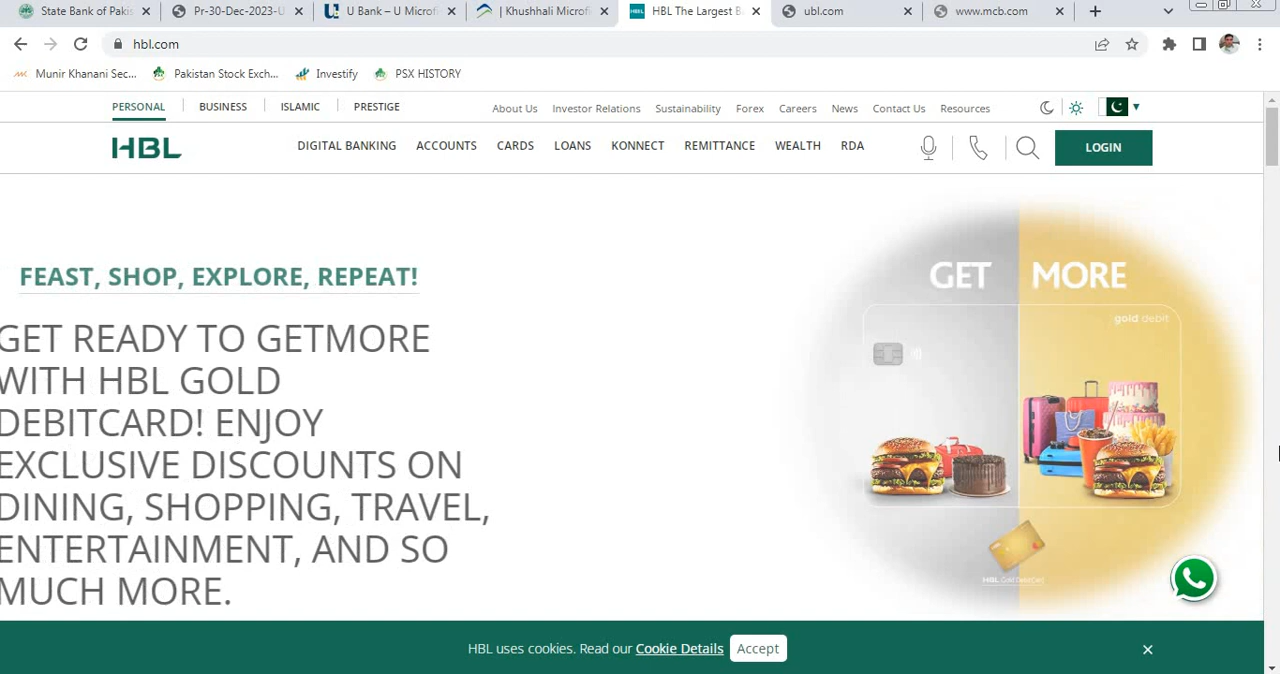 State Bank of Pakis
Pr-30-Dec-2023-U
U Bank – U Microfi
| Khushhali Microfi
HBL The Largest B
ubl.com
www.mcb.com
hbl.com
Munir Khanani Sec...
Pakistan Stock Exch...
Investify
PSX HISTORY
PERSONAL
BUSINESS
ISLAMIC
PRESTIGE
About Us
Investor Relations
Sustainability
Forex
Careers
News
Contact Us
Resources
HBL
DIGITAL BANKING
ACCOUNTS
CARDS
LOANS
KONNECT
REMITTANCE
WEALTH
RDA
LOGIN
FEAST, SHOP, EXPLORE, REPEAT!
GET READY TO GETMORE
WITH HBL GOLD
DEBITCARD! ENJOY
EXCLUSIVE DISCOUNTS ON
DINING, SHOPPING, TRAVEL,
ENTERTAINMENT, AND SO
MUCH MORE.
GET MORE
gold debit
HBL Gold DebitCard
HBL uses cookies. Read our Cookie Details Accept